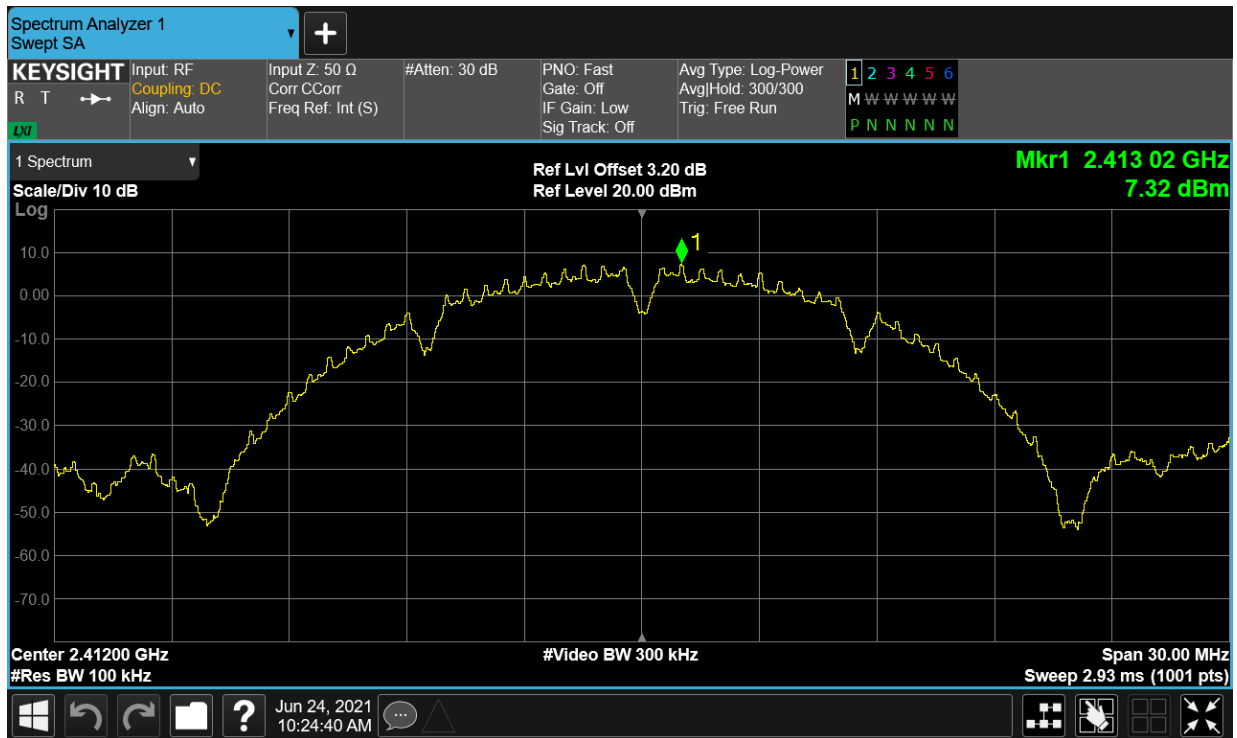 Spectrum Analyzer 1
Swept SA
+
KEYSIGHT
R T
LXI
Input: RF
Coupling: DC
Align: Auto
Input Z: 50 Ω
Corr CCorr
Freq Ref: Int (S)
#Atten: 30 dB
PNO: Fast
Gate: Off
IF Gain: Low
Sig Track: Off
Avg Type: Log-Power
Avg|Hold: 300/300
Trig: Free Run
1 2 3 4 5 6
M W W W W W
P N N N N N
1 Spectrum
Scale/Div 10 dB
Log
Ref Lvl Offset 3.20 dB
Ref Level 20.00 dBm
Mkr1 2.413 02 GHz
7.32 dBm
1
10.0
0.00
-10.0
-20.0
-30.0
-40.0
-50.0
-60.0
-70.0
Center 2.41200 GHz
#Res BW 100 kHz
#Video BW 300 kHz
Span 30.00 MHz
Sweep 2.93 ms (1001 pts)
?
Jun 24, 2021
10:24:40 AM